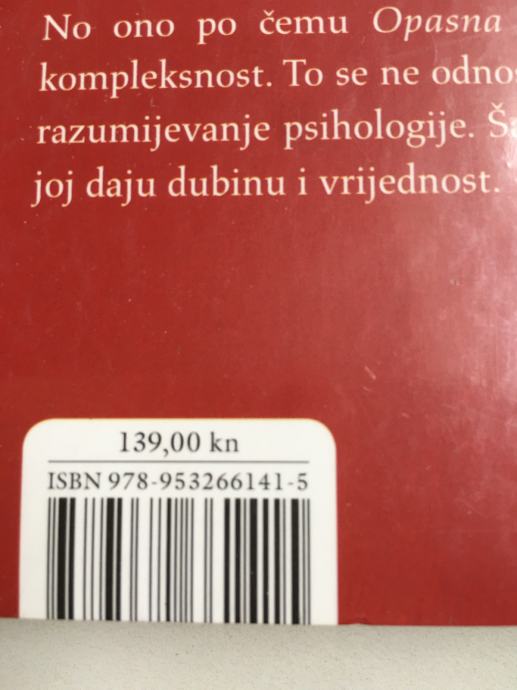 No ono po čemu Opasna
kompleksnost. To se ne
razumijevanje psihologije.
joj daju dubinu i vrijednost.
139,00 kn
ISBN 978-953266141-5